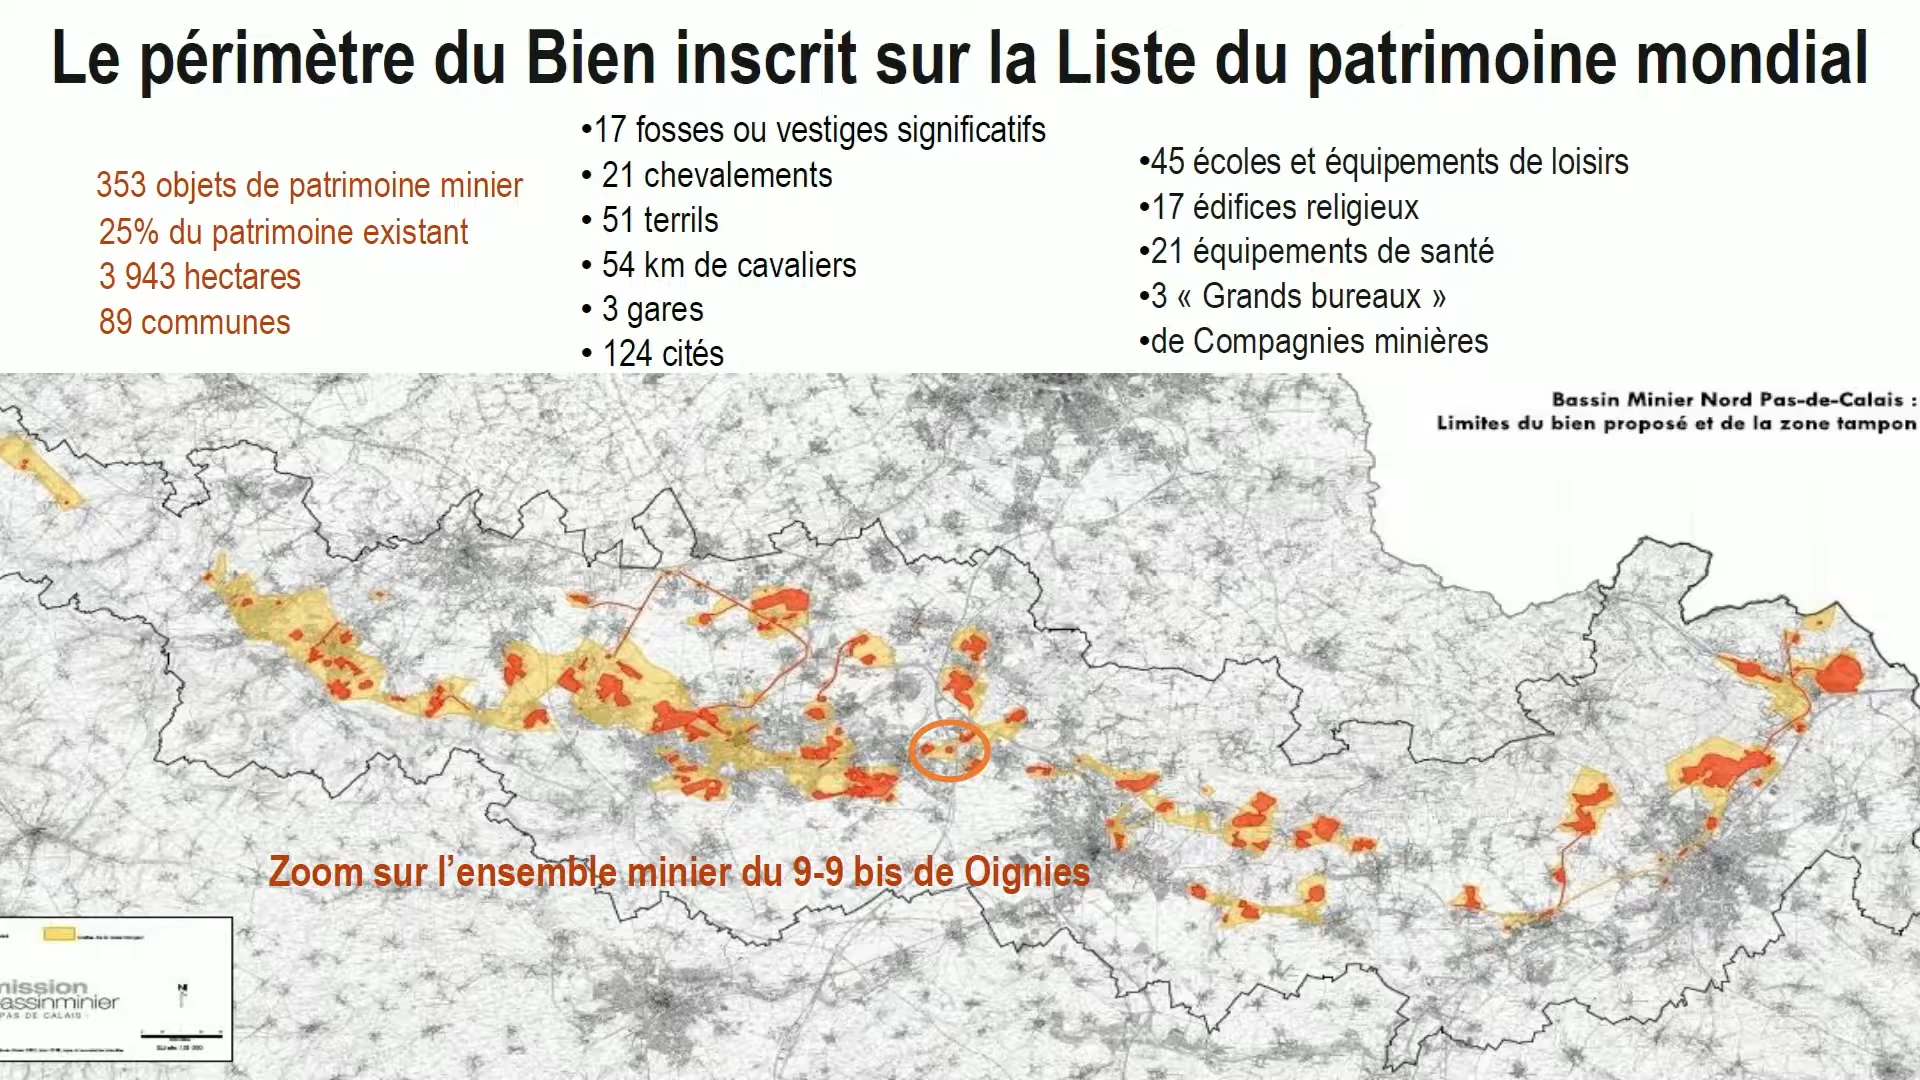 Le périmètre du Bien inscrit sur la Liste du patrimoine mondial
353 objets de patrimoine minier
25% du patrimoine existant
3 943 hectares
89 communes
•17 fosses ou vestiges significatifs
• 21 chevalements
• 51 terrils
• 54 km de cavaliers
• 3 gares
• 124 cités
•45 écoles et équipements de loisirs
•17 édifices religieux
•21 équipements de santé
•3 « Grands bureaux »
•de Compagnies minières
Bassin Minier Nord Pas-de-Calais :
Limites du bien proposé et de la zone tampon
Zoom sur l’ensemble minier du 9-9 bis de Oignies
mission
bassinminier
PAS DE CALAIS
N